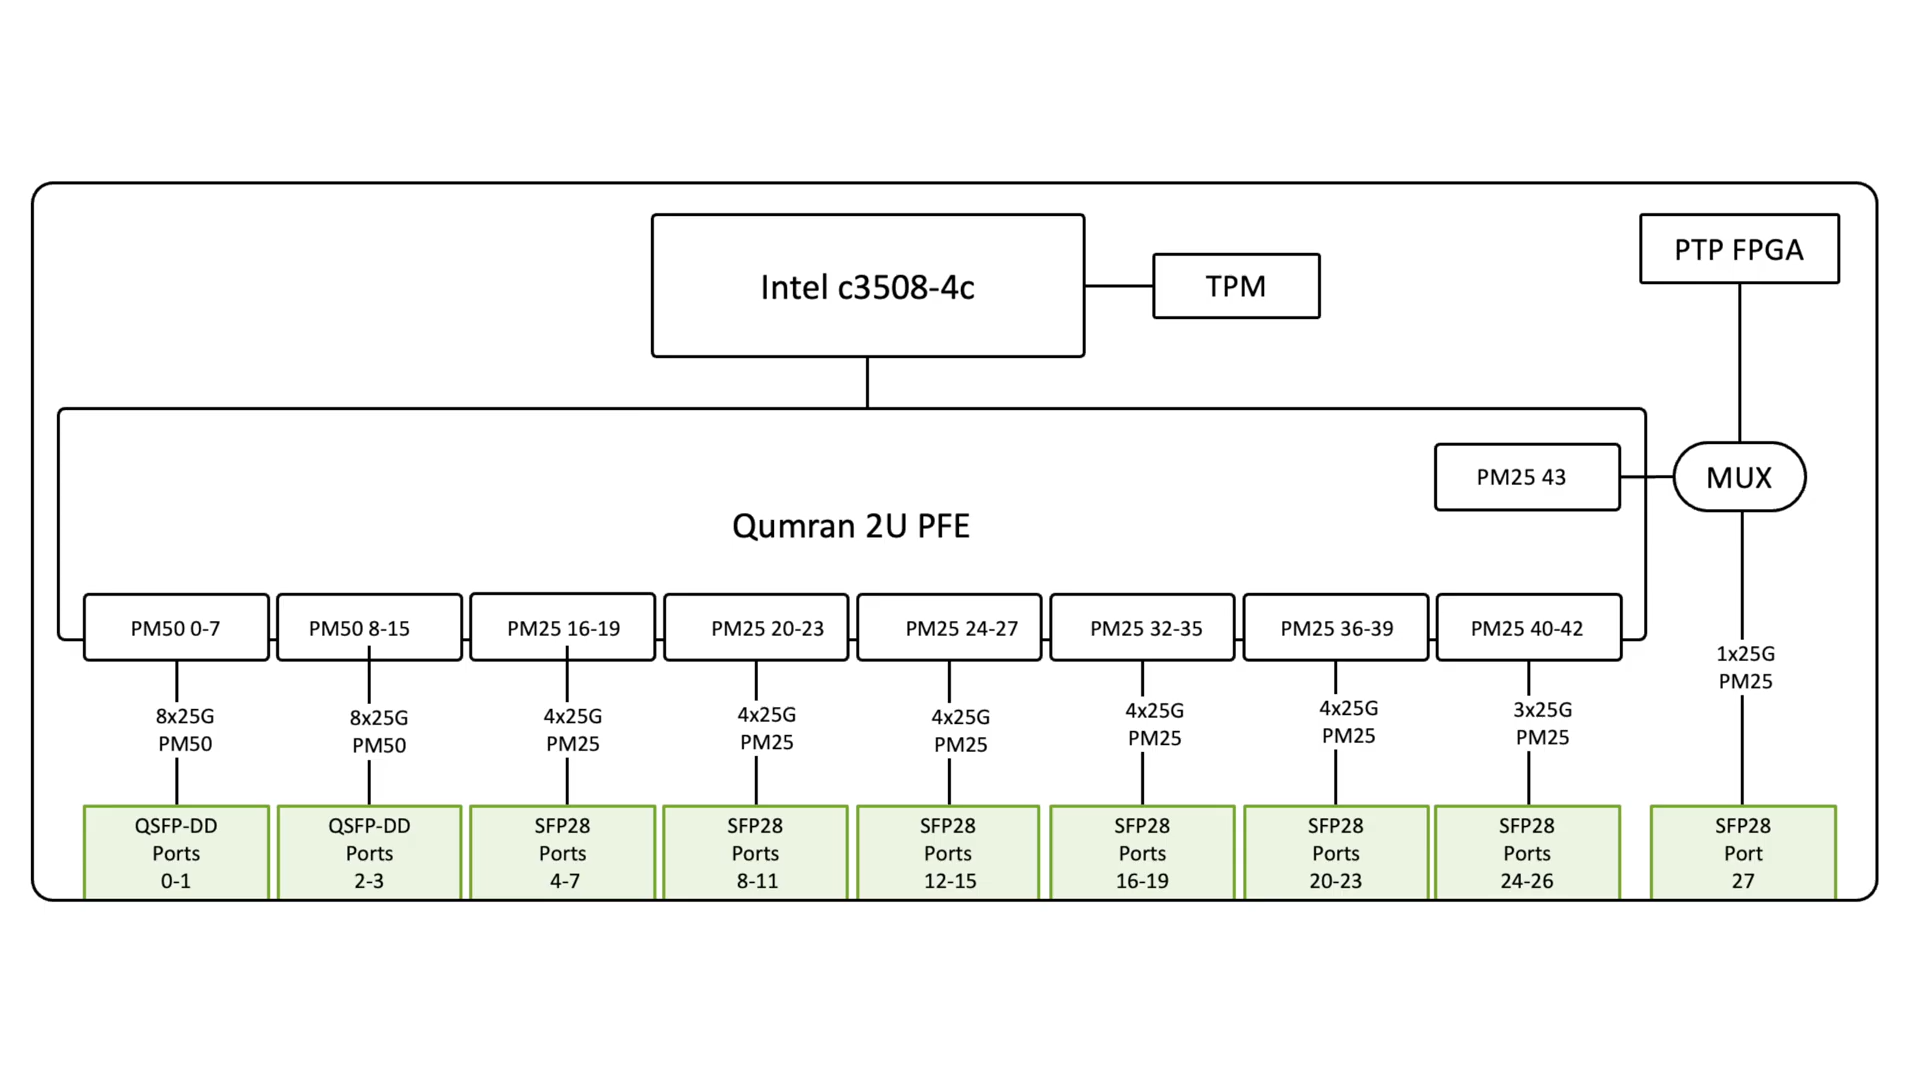 Intel c3508-4c
TPM
PTP FPGA
PM25 43
MUX
Qumran 2U PFE
PM50 0-7
PM50 8-15
PM25 16-19
PM25 20-23
PM25 24-27
PM25 32-35
PM25 36-39
PM25 40-42
8x25G
PM50
8x25G
PM50
4x25G
PM25
4x25G
PM25
4x25G
PM25
4x25G
PM25
4x25G
PM25
3x25G
PM25
1x25G
PM25
QSFP-DD
Ports
0-1
QSFP-DD
Ports
2-3
SFP28
Ports
4-7
SFP28
Ports
8-11
SFP28
Ports
12-15
SFP28
Ports
16-19
SFP28
Ports
20-23
SFP28
Ports
24-26
SFP28
Port
27